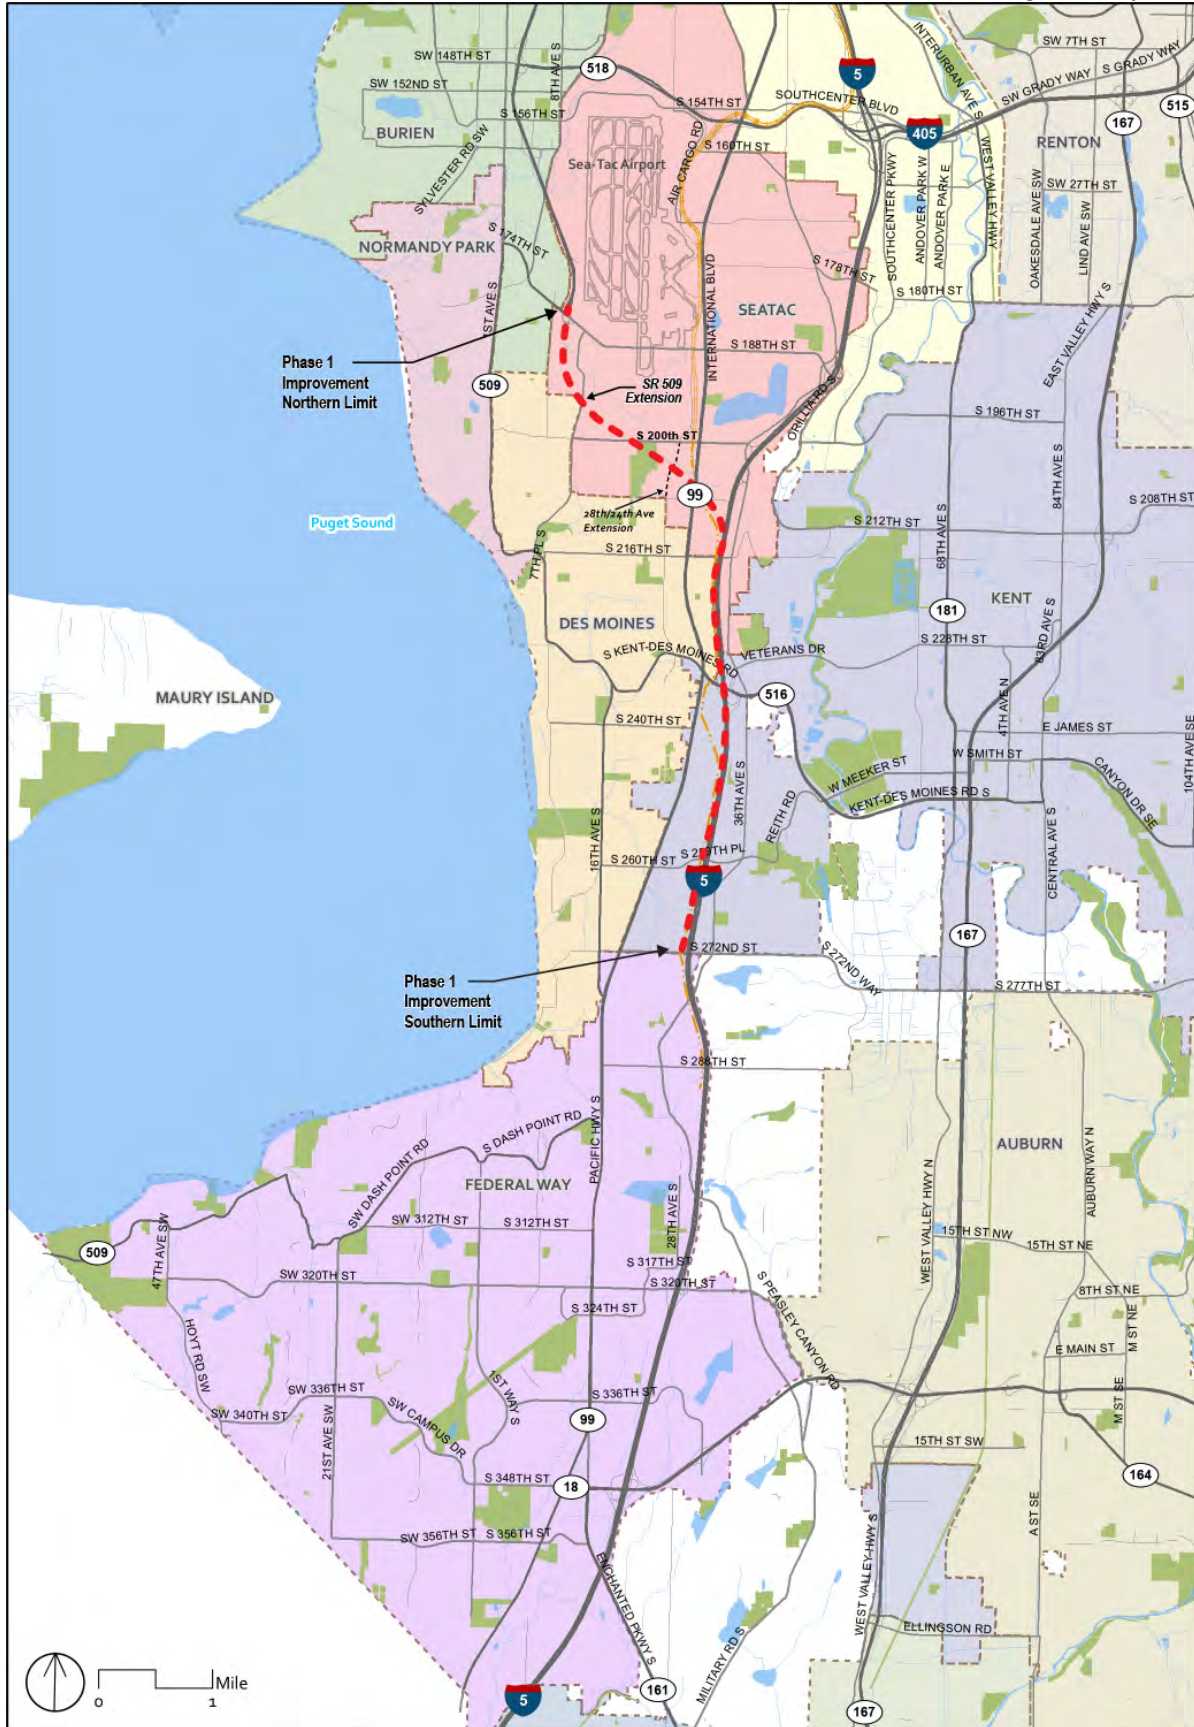 SW 7TH ST
S GRADY WAY
SW GRADY WAY
INTERURBAN AVE S
SW 148TH ST
8TH AVE S
518
5
SW 152ND ST
S 154TH ST
SOUTHCENTER BLVD
515
167
S 156TH ST
BURIEN
405
RENTON
AIR CARGO RD
S 160TH ST
Sea-Tac Airport
SYLVESTER RD SW
SOUTHCENTER PKWY
ANDOVER PARK W
ANDOVER PARK E
WEST VALLEY HWY
SW 27TH ST
OAKESDALE AVE SW
LIND AVE SW
NORMANDY PARK
S 174TH ST
INTERNATIONAL BLVD
S 178TH ST
S 180TH ST
1ST AVE S
SEATAC
EAST VALLEY HWY S
Phase 1
Improvement
Northern Limit
S 188TH ST
509
SR 509
Extension
ORILLIA RD S
S 196TH ST
S 200th ST
84TH AVE S
99
S 208TH ST
28th/24th Ave
Extension
S 212TH ST
68TH AVE S
Puget Sound
7TH PL S
S 216TH ST
KENT
181
DES MOINES
S 228TH ST
83RD AVE S
S KENT-DES MOINES RD
VETERANS DR
MAURY ISLAND
516
4TH AVE N
S 240TH ST
E JAMES ST
104TH AVE SE
W SMITH ST
W MEEKER ST
CANYON DR SE
36TH AVE S
KENT-DES MOINES RD S
REITH RD
16TH AVE S
S 260TH ST
S 259TH PL
CENTRAL AVE S
5
167
S 272ND ST
S 272ND WAY
Phase 1
Improvement
Southern Limit
S 277TH ST
S 288TH ST
PACIFIC HWY S
S DASH POINT RD
SW DASH POINT RD
AUBURN
AUBURN WAY N
FEDERAL WAY
WEST VALLEY HWY N
28TH AVE S
SW 312TH ST
S 312TH ST
509
47TH AVE SW
15TH ST NW
15TH ST NE
S 317TH ST
SW 320TH ST
S 320TH ST
8TH ST NE
S PEASLEY CANYON RD
S 324TH ST
M ST NE
HOYT RD SW
E MAIN ST
SW 336TH ST
1ST WAY S
S 336TH ST
M ST SE
SW 340TH ST
SW CAMPUS DR
99
21ST AVE SW
15TH ST SW
S 348TH ST
18
164
A ST SE
SW 356TH ST
S 356TH ST
WEST VALLEY HWY S
ENCHANTED PKWY S
ELLINGSON RD
MILITARY RD S
Mile
0
1
5
161
167